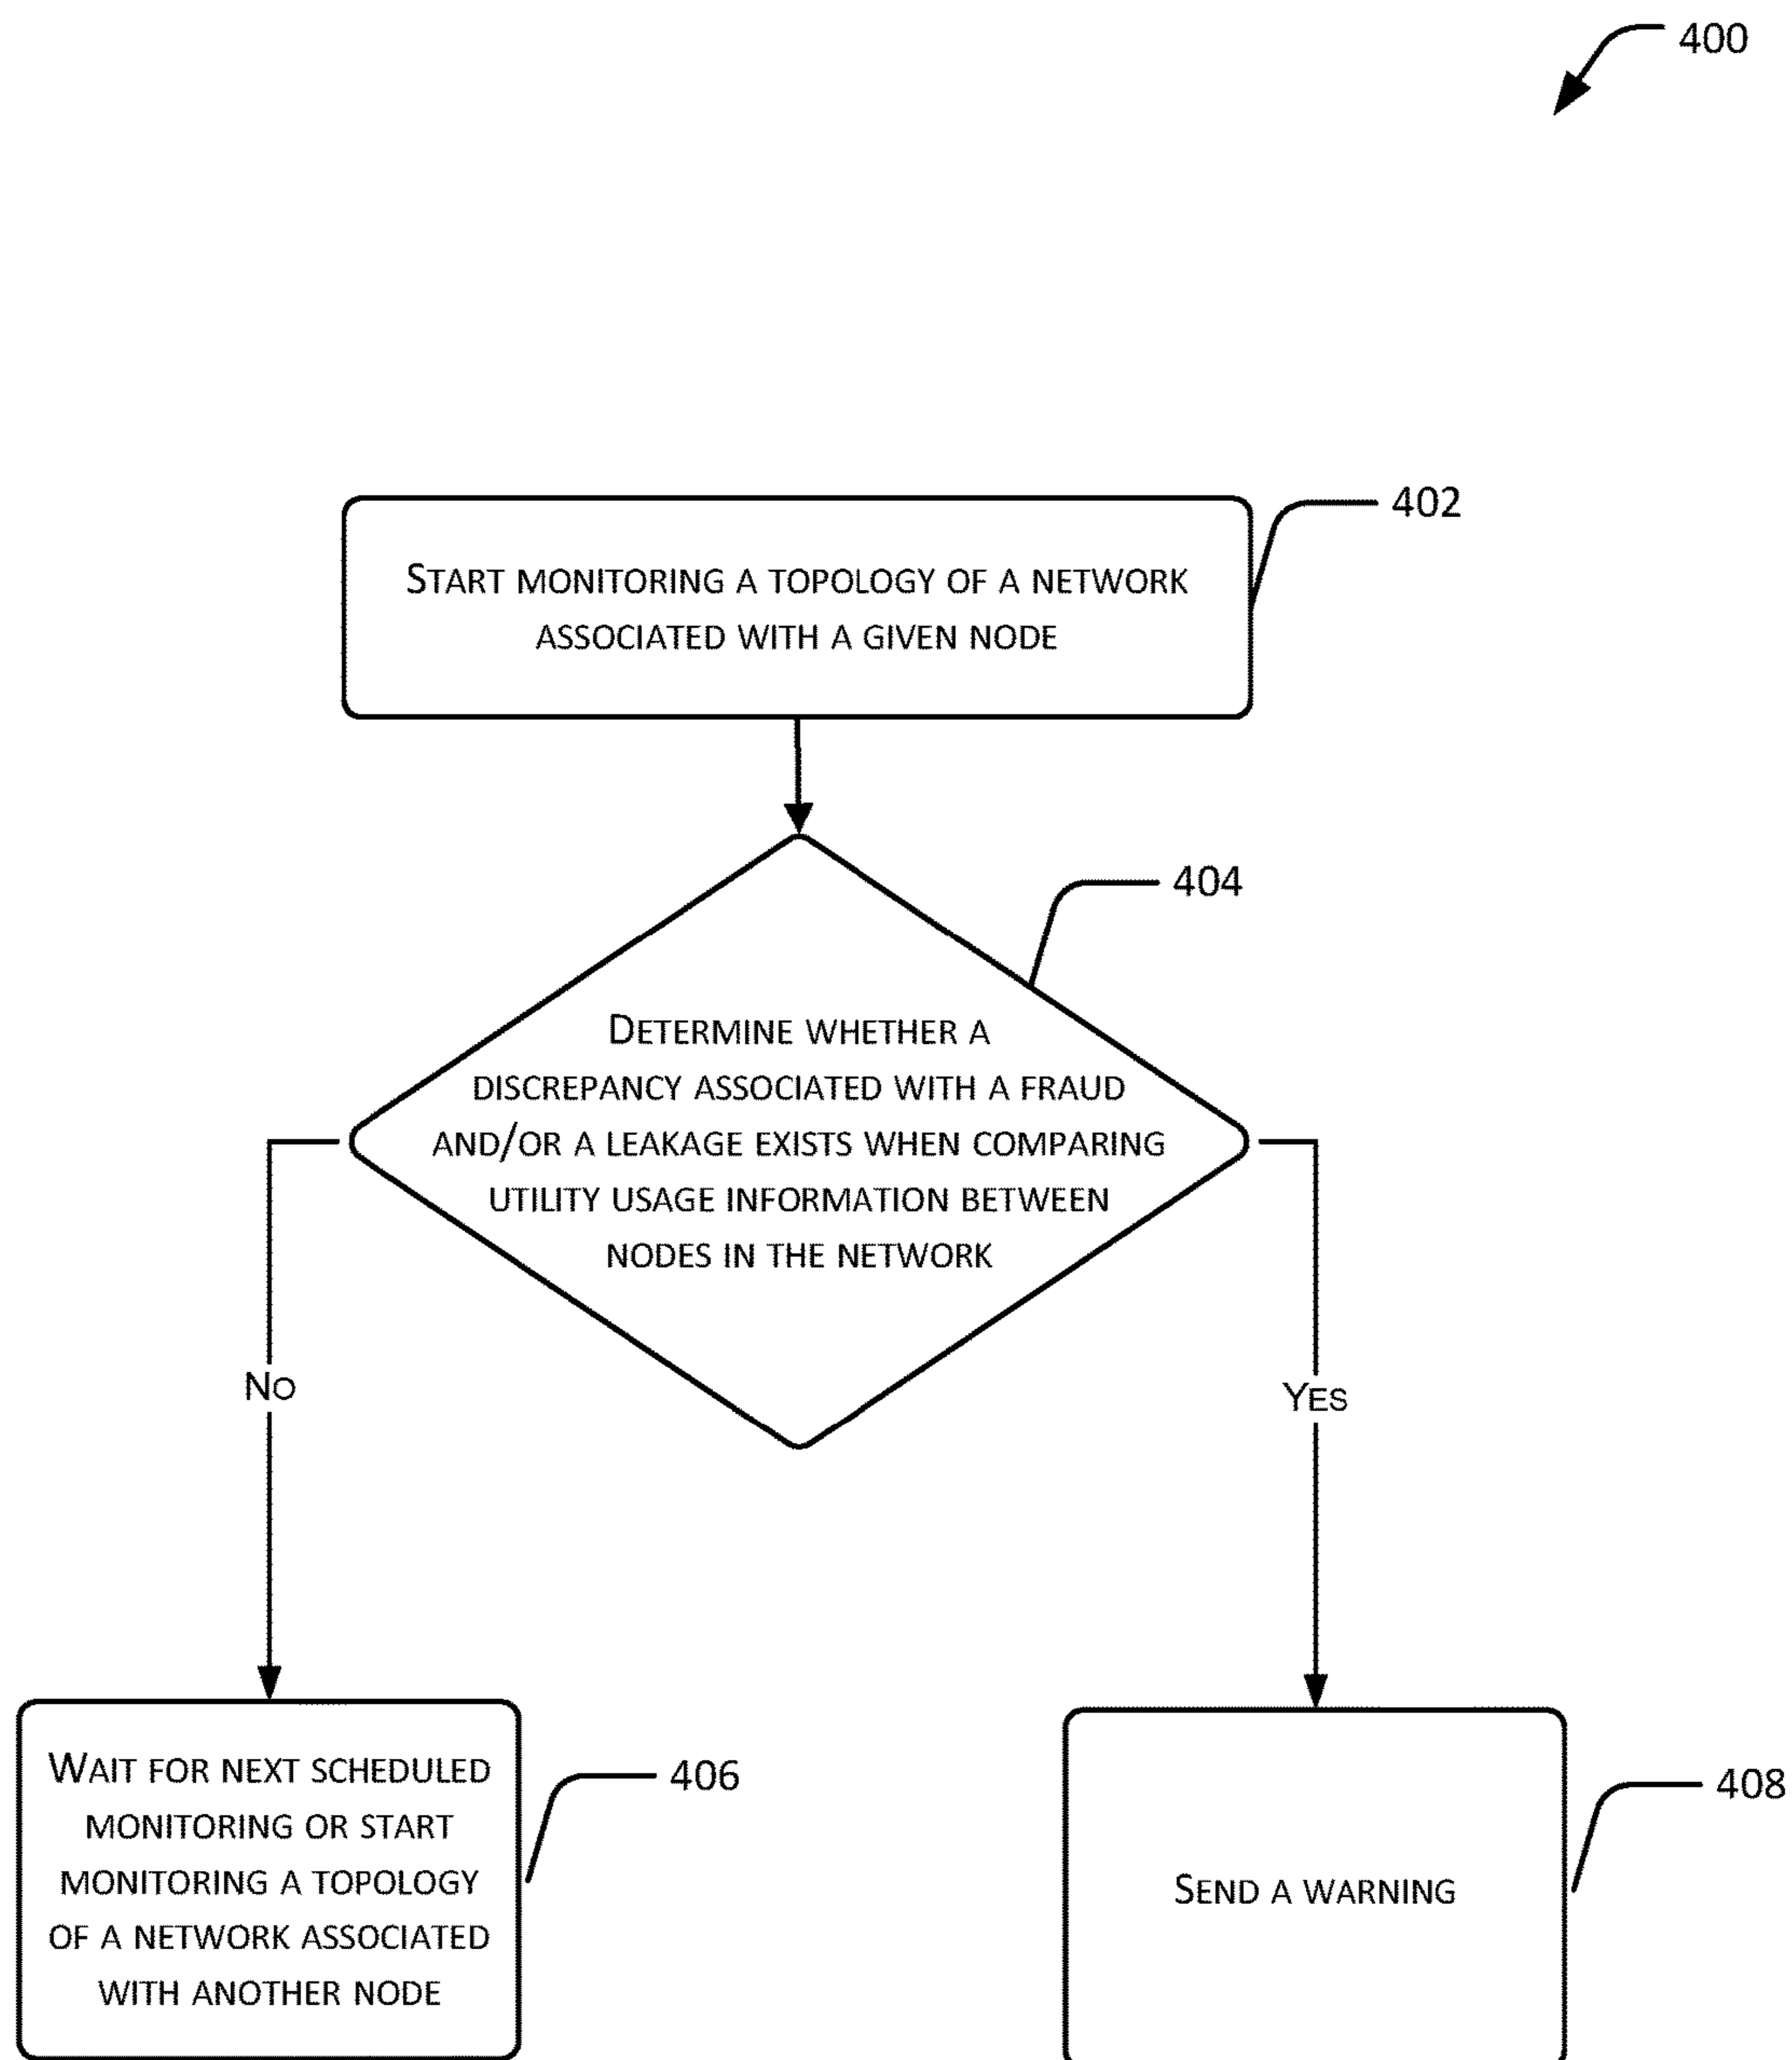 400
START MONITORING A TOPOLOGY OF A NETWORK
ASSOCIATED WITH A GIVEN NODE
402
404
DETERMINE WHETHER A
DISCREPANCY ASSOCIATED WITH A FRAUD
AND/OR A LEAKAGE EXISTS WHEN COMPARING
UTILITY USAGE INFORMATION BETWEEN
NODES IN THE NETWORK
NO
YES
WAIT FOR NEXT SCHEDULED
MONITORING OR START
MONITORING A TOPOLOGY
OF A NETWORK ASSOCIATED
WITH ANOTHER NODE
406
SEND A WARNING
408